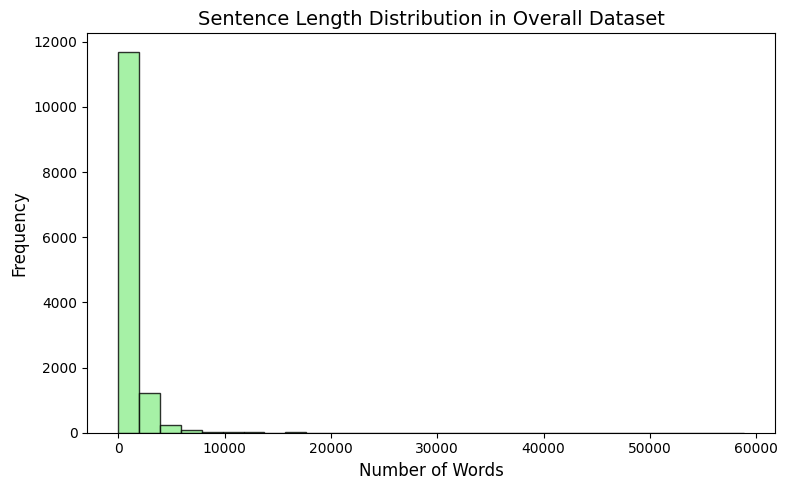 Sentence Length Distribution in Overall Dataset
12000
10000
8000
6000
4000
2000
0
Frequency
0 10000 20000 30000 40000 50000 60000
Number of Words